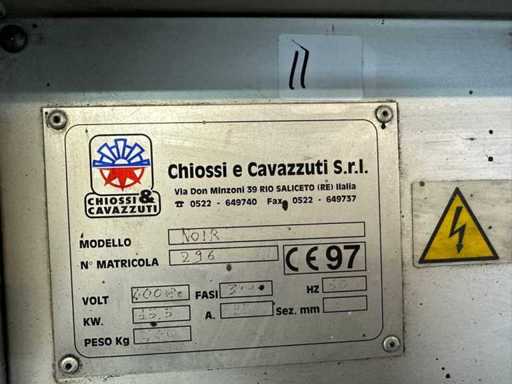 11
CHIOSSI &
CAVAZZUTI
Chiossi e Cavazzuti S.r.l.
Via Don Minzoni 39 RIO SALICETO (RE) Italia
☎ 0522 - 649740 Fax 0522 - 649737
MODELLO NOIR
N° MATRICOLA 296
CE 97
VOLT FASI HZ
KW. A. Sez. mm
PESO Kg